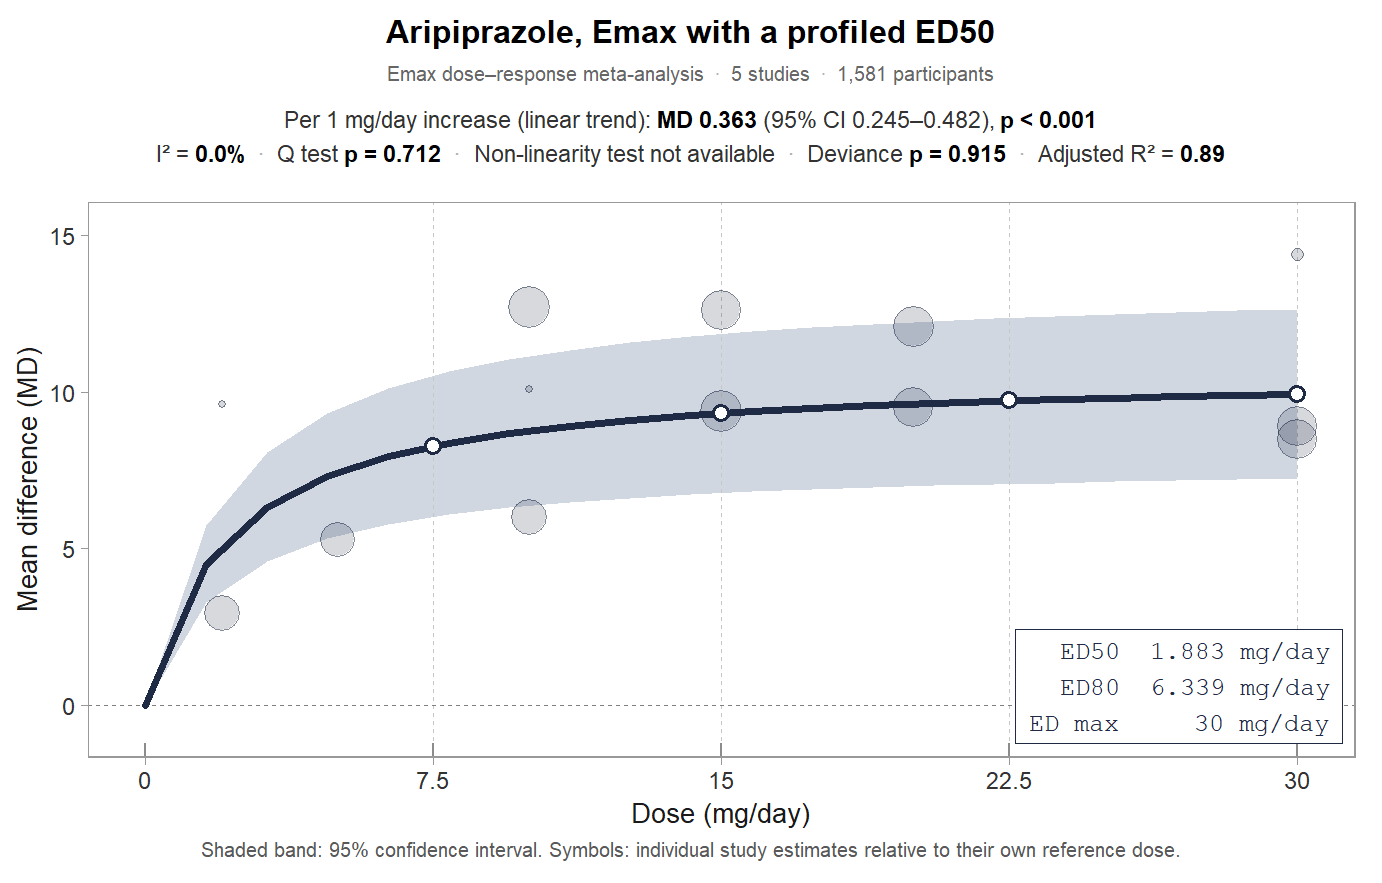 Aripiprazole, Emax with a profiled ED50
Emax dose–response meta-analysis · 5 studies · 1,581 participants
Per 1 mg/day increase (linear trend): MD 0.363 (95% CI 0.245–0.482), p < 0.001
I² = 0.0% · Q test p = 0.712 · Non-linearity test not available · Deviance p = 0.915 · Adjusted R² = 0.89
Mean difference (MD)
15
10
5
0
ED50 1.883 mg/day
ED80 6.339 mg/day
ED max 30 mg/day
0 7.5 15 22.5 30
Dose (mg/day)
Shaded band: 95% confidence interval. Symbols: individual study estimates relative to their own reference dose.